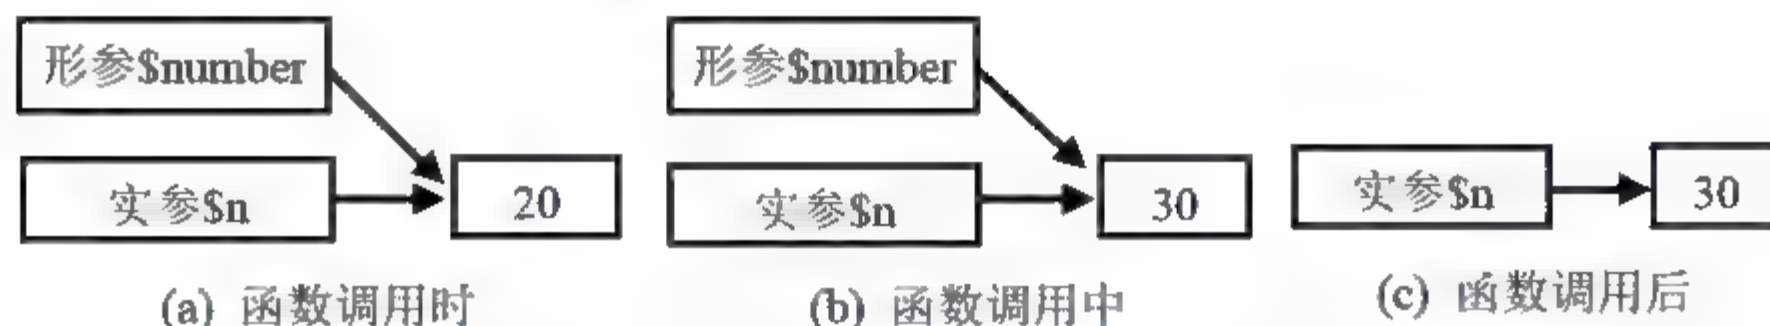 形参$number
实参$n
20
(a) 函数调用时
形参$number
实参$n
30
(b) 函数调用中
实参$n
30
(c) 函数调用后